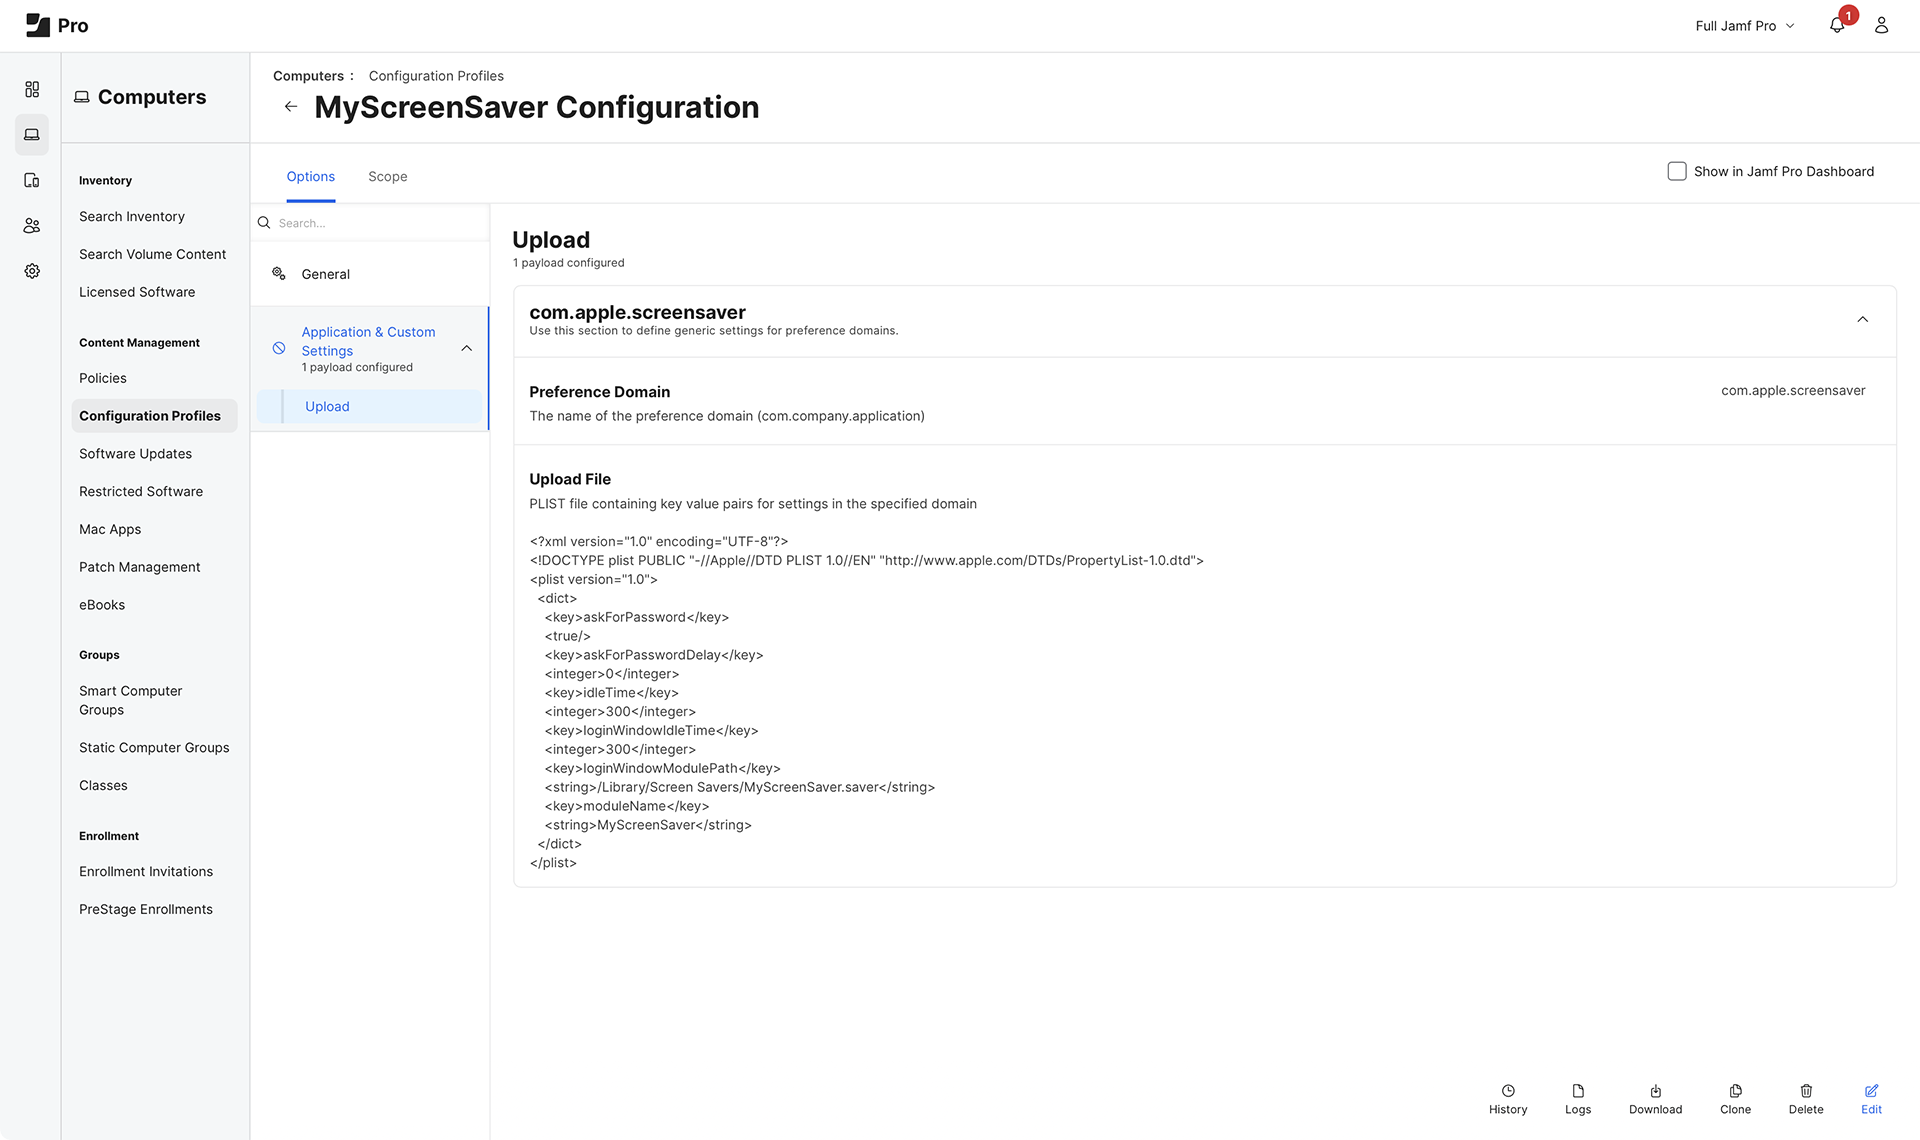 Pro
Full Jamf Pro
1
Computers
Inventory
Search Inventory
Search Volume Content
Licensed Software
Content Management
Policies
Configuration Profiles
Software Updates
Restricted Software
Mac Apps
Patch Management
eBooks
Groups
Smart Computer
Groups
Static Computer Groups
Classes
Enrollment
Enrollment Invitations
PreStage Enrollments
Computers : Configuration Profiles
MyScreenSaver Configuration
Options Scope
Show in Jamf Pro Dashboard
Search...
General
Application & Custom
Settings
1 payload configured
Upload
Upload
1 payload configured
com.apple.screensaver
Use this section to define generic settings for preference domains.
Preference Domain
com.apple.screensaver
The name of the preference domain (com.company.application)
Upload File
PLIST file containing key value pairs for settings in the specified domain
<?xml version="1.0" encoding="UTF-8"?>
<!DOCTYPE plist PUBLIC "-//Apple//DTD PLIST 1.0//EN" "http://www.apple.com/DTDs/PropertyList-1.0.dtd">
<plist version="1.0">
<dict>
<key>askForPassword</key>
<true/>
<key>askForPasswordDelay</key>
<integer>0</integer>
<key>idleTime</key>
<integer>300</integer>
<key>loginWindowIdleTime</key>
<integer>300</integer>
<key>loginWindowModulePath</key>
<string>/Library/Screen Savers/MyScreenSaver.saver</string>
<key>moduleName</key>
<string>MyScreenSaver</string>
</dict>
</plist>
History Logs Download Clone Delete Edit